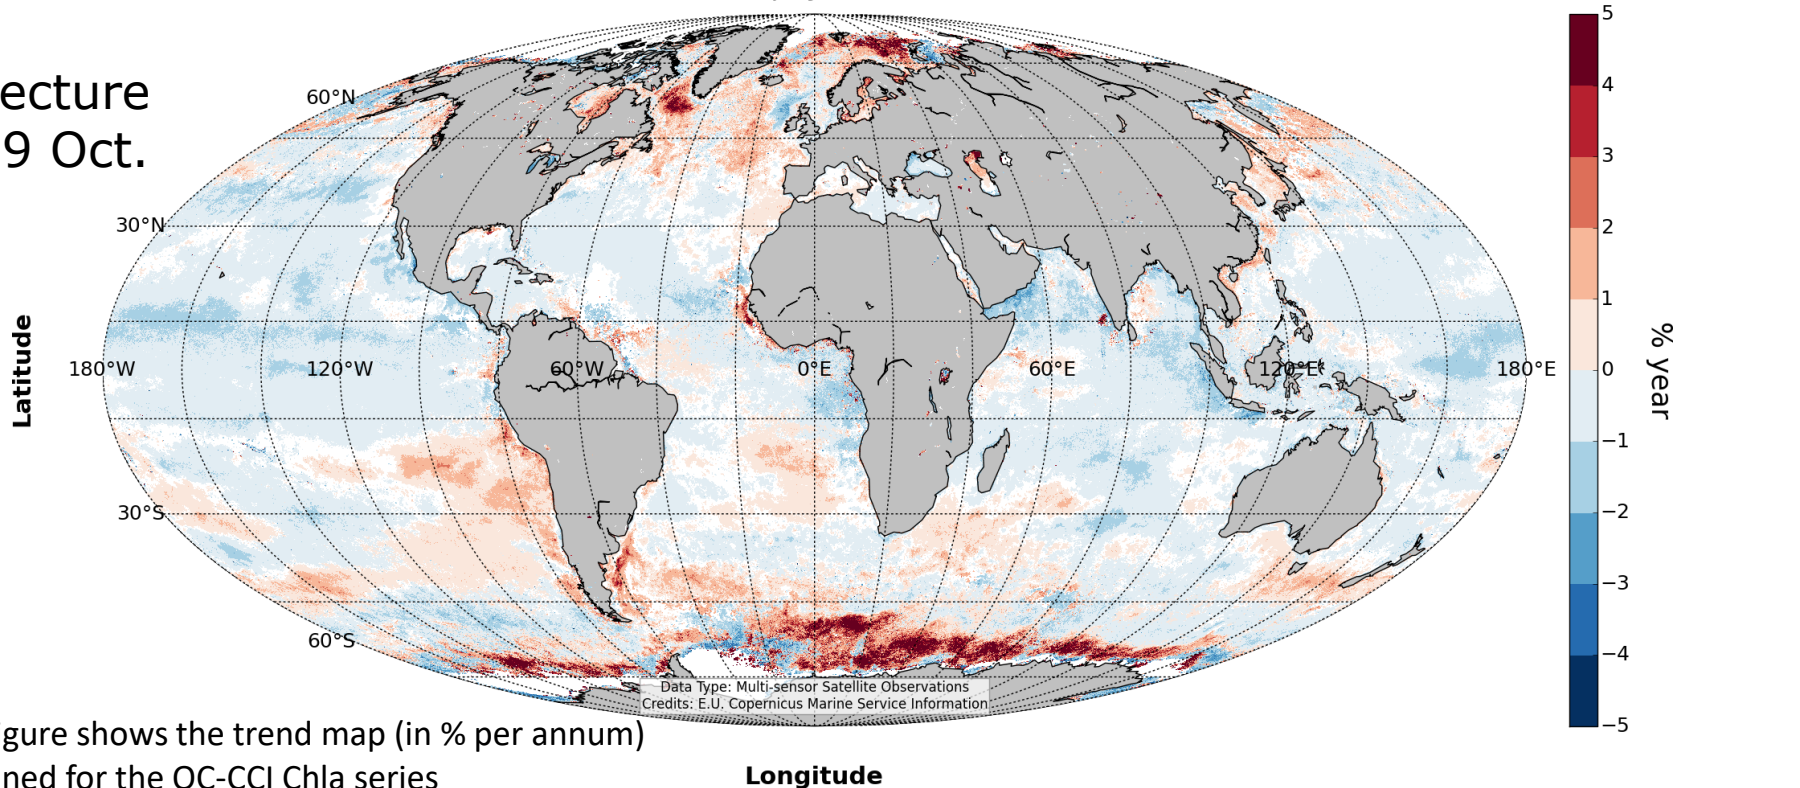 ecture
9 Oct.
60°N
30°N
180°W
120°W
60°W
0°E
60°E
120°E
180°E
30°S
60°S
Latitude
Longitude
Data Type: Multi-sensor Satellite Observations
Credits: E.U. Copernicus Marine Service Information
5
4
3
2
1
0
−1
−2
−3
−4
−5
% year
gure shows the trend map (in % per annum)
ned for the OC-CCI Chla series